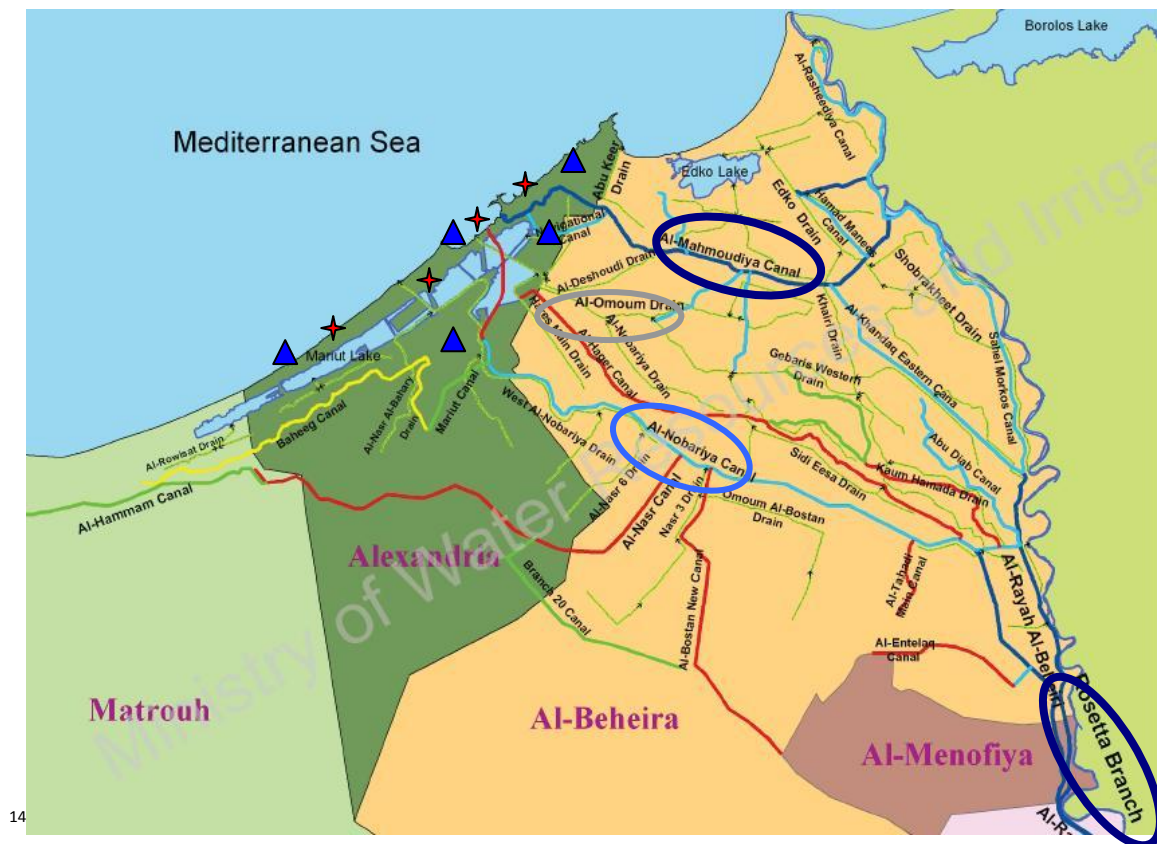 Borolos Lake
Al-Rasheediya Canal
Mediterranean Sea
Abu Keer
Drain
Edko Lake
Edko Drain
Hamad Maneos
Canal
Navigational
Canal
Al-Mahmoudiya Canal
Al-Deshoudi Drain
Shobrakheet Drain
Al-Omoum Drain
Khairi Drain
Al-Khandaq Eastern Cana
Sahel Morkos Canal
Hares Main Drain
Al-Hager Canal
Al-Nobariya Drain
Gebaris Western
Drain
Mariut Lake
Mariut Canal
Al-Nasr Al-Bahary
Drain
Baheeg Canal
Al-Rowisat Drain
West Al-Nobariya Drain
Al-Nobariya Canal
Abu Diab Canal
Sidi Eesa Drain
Kaum Hamada Drain
Al-Hammam Canal
Al-Nasr 6 Drain
Al-Nasr Canal
Nasr 3 Drain
Omoum Al-Bostan
Drain
Alexandria
Branch 20 Canal
Al-Bostan New Canal
Al-Tahadi
Main Canal
Al-Rayah Al-Beheiri
Al-Entelaq
Canal
Matrouh
Al-Beheira
Al-Menofiya
Rosetta Branch
Al-Ra
Ministry of Water Resources and Irriga
14